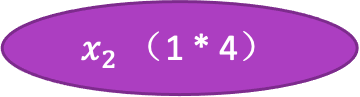 𝑥₂ （1 * 4）